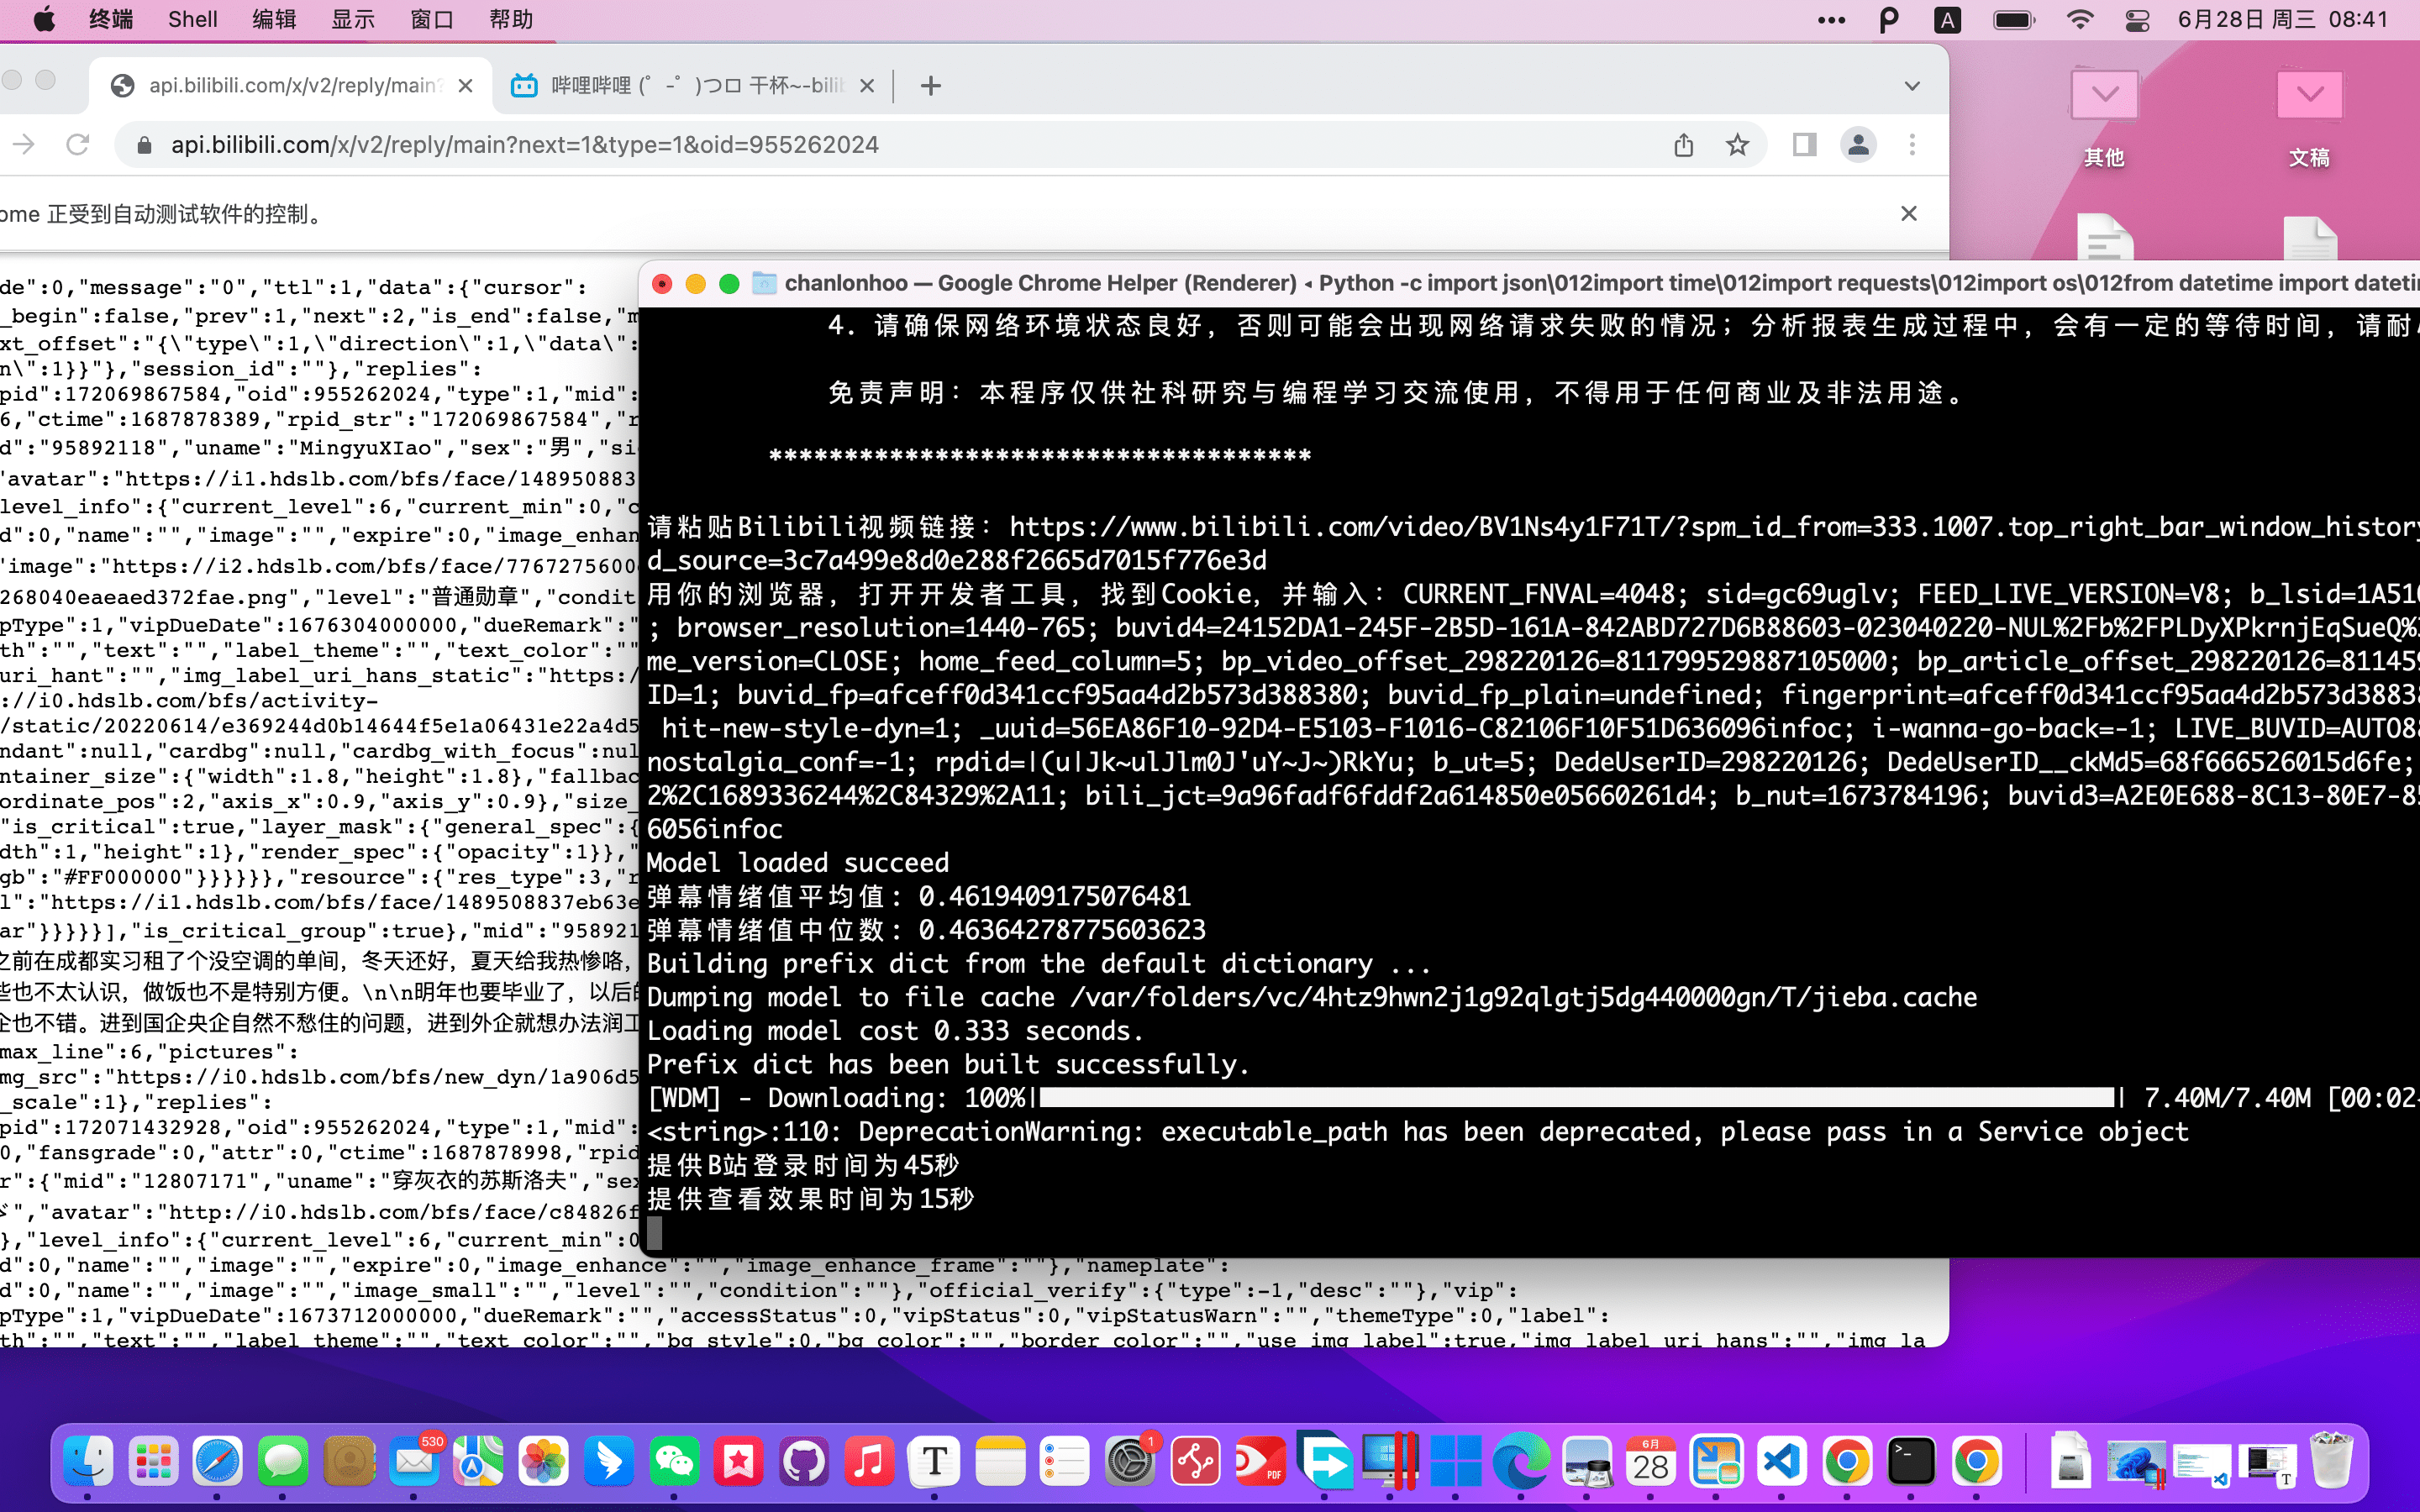 终端 Shell 编辑 显示 窗口 帮助
6月28日 周三 08:41
api.bilibili.com/x/v2/reply/main?
哔哩哔哩 (゜-゜)つロ 干杯~-bili
api.bilibili.com/x/v2/reply/main?next=1&type=1&oid=955262024
其他
文稿
ome 正受到自动测试软件的控制。
de":0,"message":"0","ttl":1,"data":{"cursor":
_begin":false,"prev":1,"next":2,"is_end":false,"m
xt_offset":"{\"type\":1,\"direction\":1,\"data\":
n\":1}}"},"session_id":""},"replies":
pid":172069867584,"oid":955262024,"type":1,"mid":
6,"ctime":1687878389,"rpid_str":"172069867584","r
d":"95892118","uname":"MingyuXIao","sex":"男","si
"avatar":"https://i1.hdslb.com/bfs/face/148950883
level_info":{"current_level":6,"current_min":0,"c
d":0,"name":"","image":"","expire":0,"image_enhan
"image":"https://i2.hdslb.com/bfs/face/7767275600
268040eaeaed372fae.png","level":"普通勋章","condit
pType":1,"vipDueDate":1676304000000,"dueRemark":"
th":"","text":"","label_theme":"","text_color":""
uri_hant":"","img_label_uri_hans_static":"https:/
://i0.hdslb.com/bfs/activity-
/static/20220614/e369244d0b14644f5e1a06431e22a4d5
ndant":null,"cardbg":null,"cardbg_with_focus":nul
ntainer_size":{"width":1.8,"height":1.8},"fallbac
ordinate_pos":2,"axis_x":0.9,"axis_y":0.9},"size_
"is_critical":true,"layer_mask":{"general_spec":{
dth":1,"height":1},"render_spec":{"opacity":1}},"
gb":"#FF000000"}}}}}},"resource":{"res_type":3,"r
l":"https://i1.hdslb.com/bfs/face/1489508837eb63e
ar"}}}}}],"is_critical_group":true},"mid":"958921
之前在成都实习租了个没空调的单间，冬天还好，夏天给我热惨咯，
些也不太认识，做饭也不是特别方便。\n\n明年也要毕业了，以后的
企也不错。进到国企央企自然不愁住的问题，进到外企就想办法润工
max_line":6,"pictures":
mg_src":"https://i0.hdslb.com/bfs/new_dyn/1a906d5
_scale":1},"replies":
pid":172071432928,"oid":955262024,"type":1,"mid":
0,"fansgrade":0,"attr":0,"ctime":1687878998,"rpid
r":{"mid":"12807171","uname":"穿灰衣的苏斯洛夫","sex
","avatar":"http://i0.hdslb.com/bfs/face/c84826f
},"level_info":{"current_level":6,"current_min":0
d":0,"name":"","image":"","expire":0,"image_enhance":"","image_enhance_frame":""},"nameplate":
d":0,"name":"","image":"","image_small":"","level":"","condition":""},"official_verify":{"type":-1,"desc":""},"vip":
pType":1,"vipDueDate":1673712000000,"dueRemark":"","accessStatus":0,"vipStatus":0,"vipStatusWarn":"","themeType":0,"label":
th":"","text":"","label_theme":"","text_color":"","bg_style":0,"bg_color":"","border_color":"","use_img_label":true,"img_label_uri_hans":"","img_la
chanlonhoo — Google Chrome Helper (Renderer) ◂ Python -c import json\012import time\012import requests\012import os\012from datetime import datetim
4. 请确保网络环境状态良好，否则可能会出现网络请求失败的情况；分析报表生成过程中，会有一定的等待时间，请耐
免责声明：本程序仅供社科研究与编程学习交流使用，不得用于任何商业及非法用途。
************************************
请粘贴Bilibili视频链接：https://www.bilibili.com/video/BV1Ns4y1F71T/?spm_id_from=333.1007.top_right_bar_window_history
d_source=3c7a499e8d0e288f2665d7015f776e3d
用你的浏览器，打开开发者工具，找到Cookie，并输入：CURRENT_FNVAL=4048; sid=gc69uglv; FEED_LIVE_VERSION=V8; b_lsid=1A510
; browser_resolution=1440-765; buvid4=24152DA1-245F-2B5D-161A-842ABD727D6B88603-023040220-NUL%2Fb%2FPLDyXPkrnjEqSueQ%3
me_version=CLOSE; home_feed_column=5; bp_video_offset_298220126=811799529887105000; bp_article_offset_298220126=811459
ID=1; buvid_fp=afceff0d341ccf95aa4d2b573d388380; buvid_fp_plain=undefined; fingerprint=afceff0d341ccf95aa4d2b573d38838
hit-new-style-dyn=1; _uuid=56EA86F10-92D4-E5103-F1016-C82106F10F51D636096infoc; i-wanna-go-back=-1; LIVE_BUVID=AUTO88
nostalgia_conf=-1; rpdid=|(u|Jk~ulJlm0J'uY~J~)RkYu; b_ut=5; DedeUserID=298220126; DedeUserID__ckMd5=68f666526015d6fe;
2%2C1689336244%2C84329%2A11; bili_jct=9a96fadf6fddf2a614850e05660261d4; b_nut=1673784196; buvid3=A2E0E688-8C13-80E7-85
6056infoc
Model loaded succeed
弹幕情绪值平均值：0.4619409175076481
弹幕情绪值中位数：0.46364278775603623
Building prefix dict from the default dictionary ...
Dumping model to file cache /var/folders/vc/4htz9hwn2j1g92qlgtj5dg440000gn/T/jieba.cache
Loading model cost 0.333 seconds.
Prefix dict has been built successfully.
[WDM] - Downloading: 100%| | 7.40M/7.40M [00:02
<string>:110: DeprecationWarning: executable_path has been deprecated, please pass in a Service object
提供B站登录时间为45秒
提供查看效果时间为15秒
530
1
PDF
6月
28